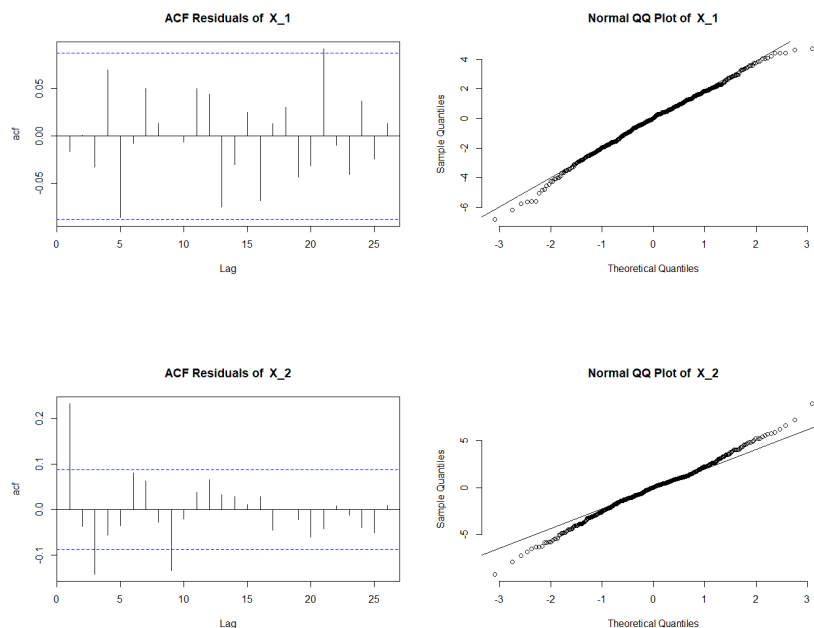 ACF Residuals of X_1
acf
0.05
0.00
-0.05
0 5 10 15 20 25
Lag
Normal QQ Plot of X_1
Sample Quantiles
4
2
0
-2
-4
-6
-3 -2 -1 0 1 2 3
Theoretical Quantiles
ACF Residuals of X_2
acf
0.2
0.1
0.0
-0.1
0 5 10 15 20 25
Lag
Normal QQ Plot of X_2
Sample Quantiles
5
0
-5
-3 -2 -1 0 1 2 3
Theoretical Quantiles